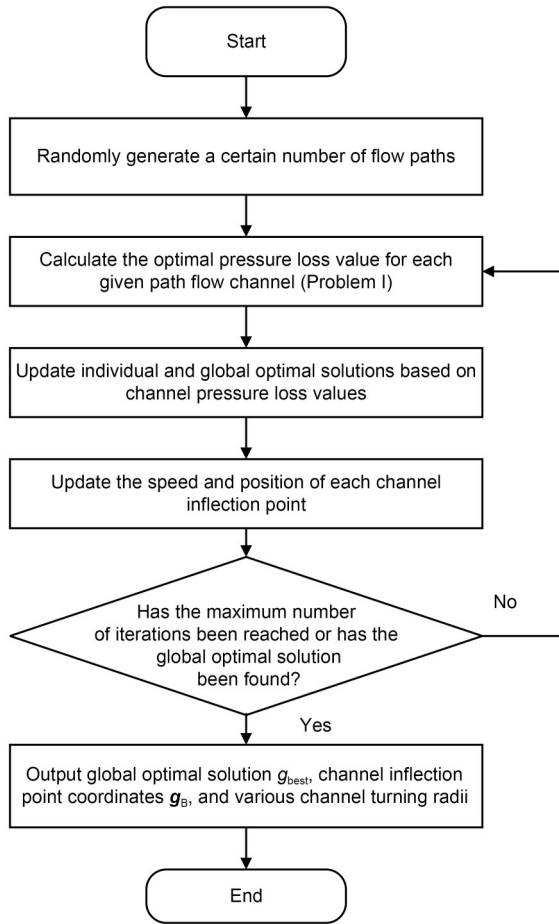 Start
Randomly generate a certain number of flow paths
Calculate the optimal pressure loss value for each
given path flow channel (Problem I)
Update individual and global optimal solutions based on
channel pressure loss values
Update the speed and position of each channel
inflection point
Has the maximum number
of iterations been reached or has the
global optimal solution
been found?
No
Yes
Output global optimal solution gbest, channel inflection
point coordinates gB, and various channel turning radii
End